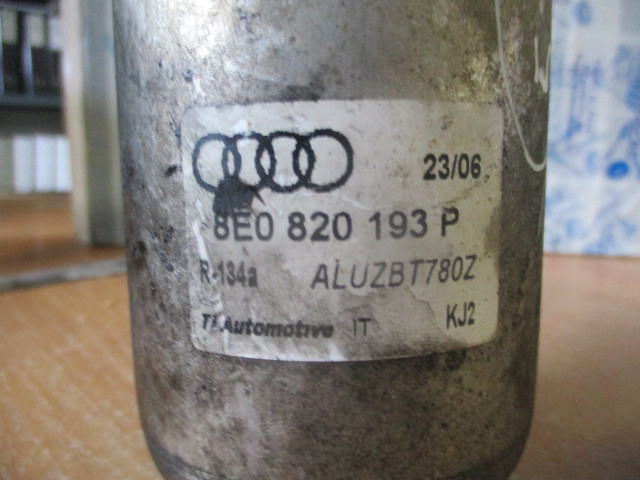 23/06
8E0 820 193 P
R-134a ALUZBT780Z
TI Automotive IT KJ2